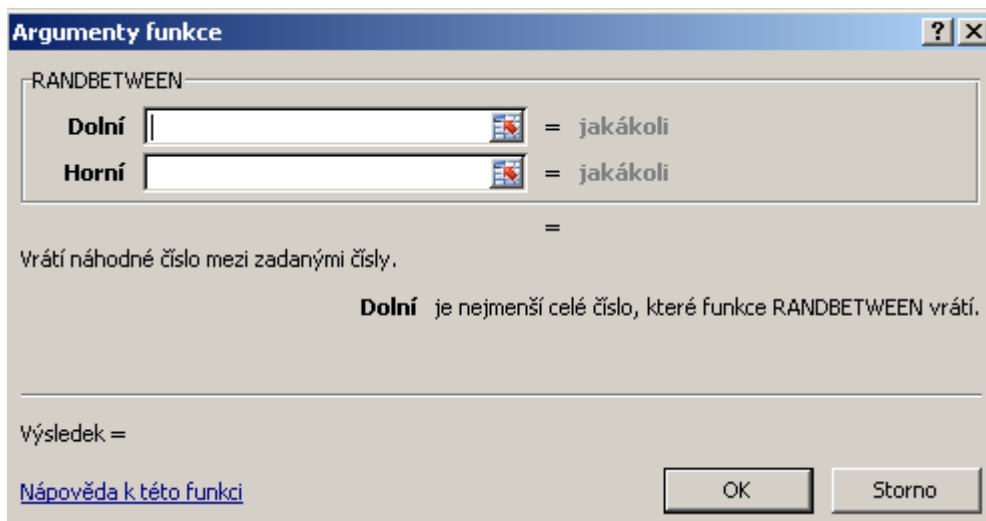 Argumenty funkce
RANDBETWEEN
Dolní = jakákoli
Horní = jakákoli
=
Vrátí náhodné číslo mezi zadanými čísly.
Dolní je nejmenší celé číslo, které funkce RANDBETWEEN vrátí.
Výsledek =
Nápověda k této funkci OK Storno